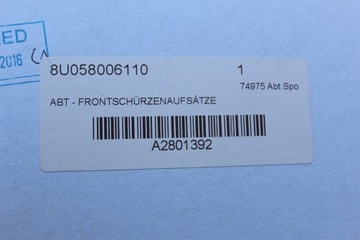 ED
2016
8U058006110 1
74975 Abt Spo
ABT - FRONTSCHÜRZENAUFSÄTZE
A2801392